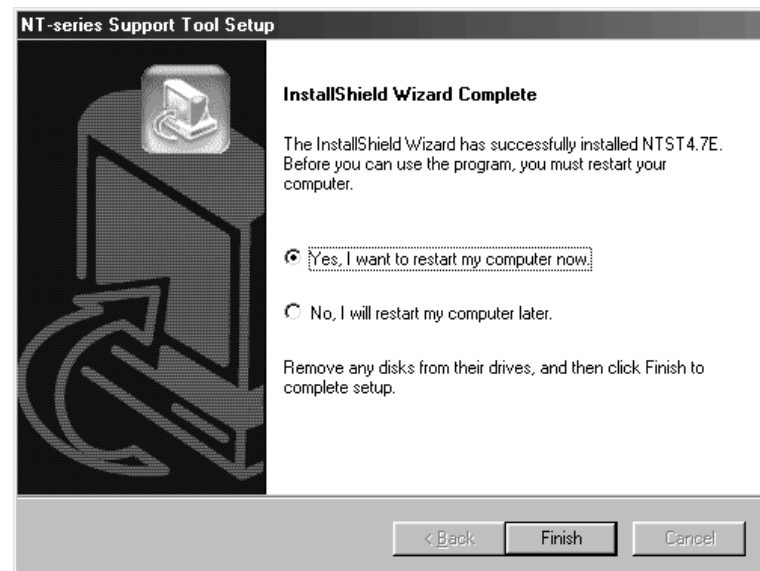 NT-series Support Tool Setup
InstallShield Wizard Complete
The InstallShield Wizard has successfully installed NTST4.7E.
Before you can use the program, you must restart your
computer.
Yes, I want to restart my computer now.
No, I will restart my computer later.
Remove any disks from their drives, and then click Finish to
complete setup.
< Back Finish Cancel